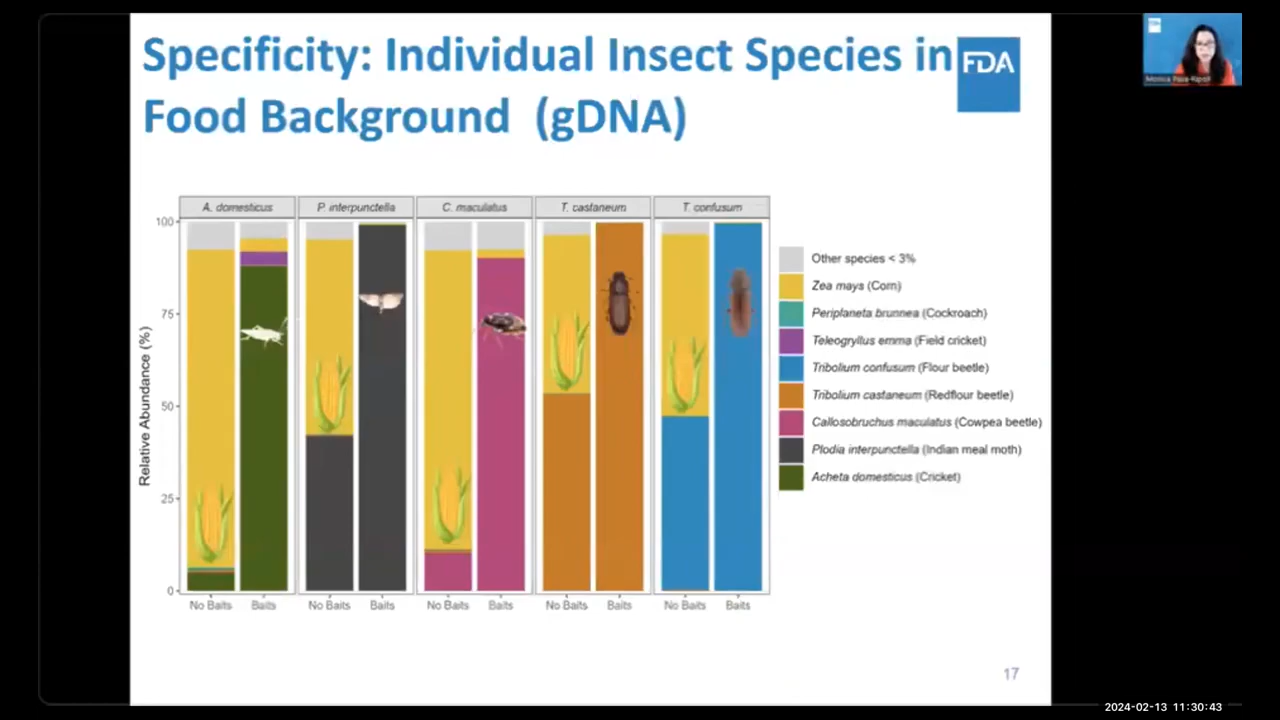 Specificity: Individual Insect Species in
Food Background (gDNA)
FDA
A. domesticus
P. interpunctella
C. maculatus
T. castaneum
T. confusum
Relative Abundance (%)
100
75
50
25
0
No Baits Baits
No Baits Baits
No Baits Baits
No Baits Baits
No Baits Baits
Other species < 3%
Zea mays (Corn)
Periplaneta brunnea (Cockroach)
Teleogryllus emma (Field cricket)
Tribolium confusum (Flour beetle)
Tribolium castaneum (Redflour beetle)
Callosobruchus maculatus (Cowpea beetle)
Plodia interpunctella (Indian meal moth)
Acheta domesticus (Cricket)
17
2024-02-13 11:30:43